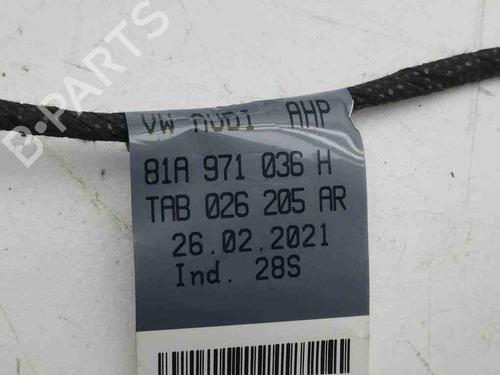 B-PARTS
VW AUDI AHP
81A 971 036 H
TAB 026 205 AR
26.02.2021
Ind. 28S